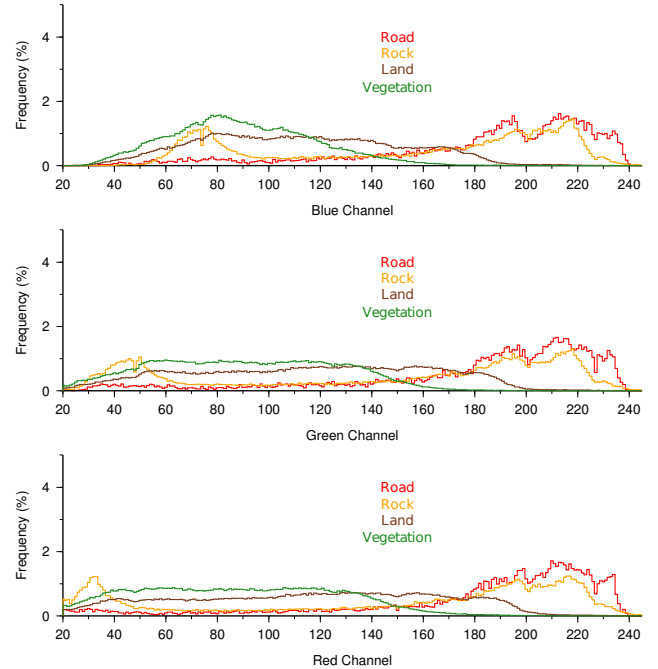 Frequency (%)
4
2
0
Road
Rock
Land
Vegetation
20 40 60 80 100 120 140 160 180 200 220 240
Blue Channel
Frequency (%)
4
2
0
Road
Rock
Land
Vegetation
20 40 60 80 100 120 140 160 180 200 220 240
Green Channel
Frequency (%)
4
2
0
Road
Rock
Land
Vegetation
20 40 60 80 100 120 140 160 180 200 220 240
Red Channel